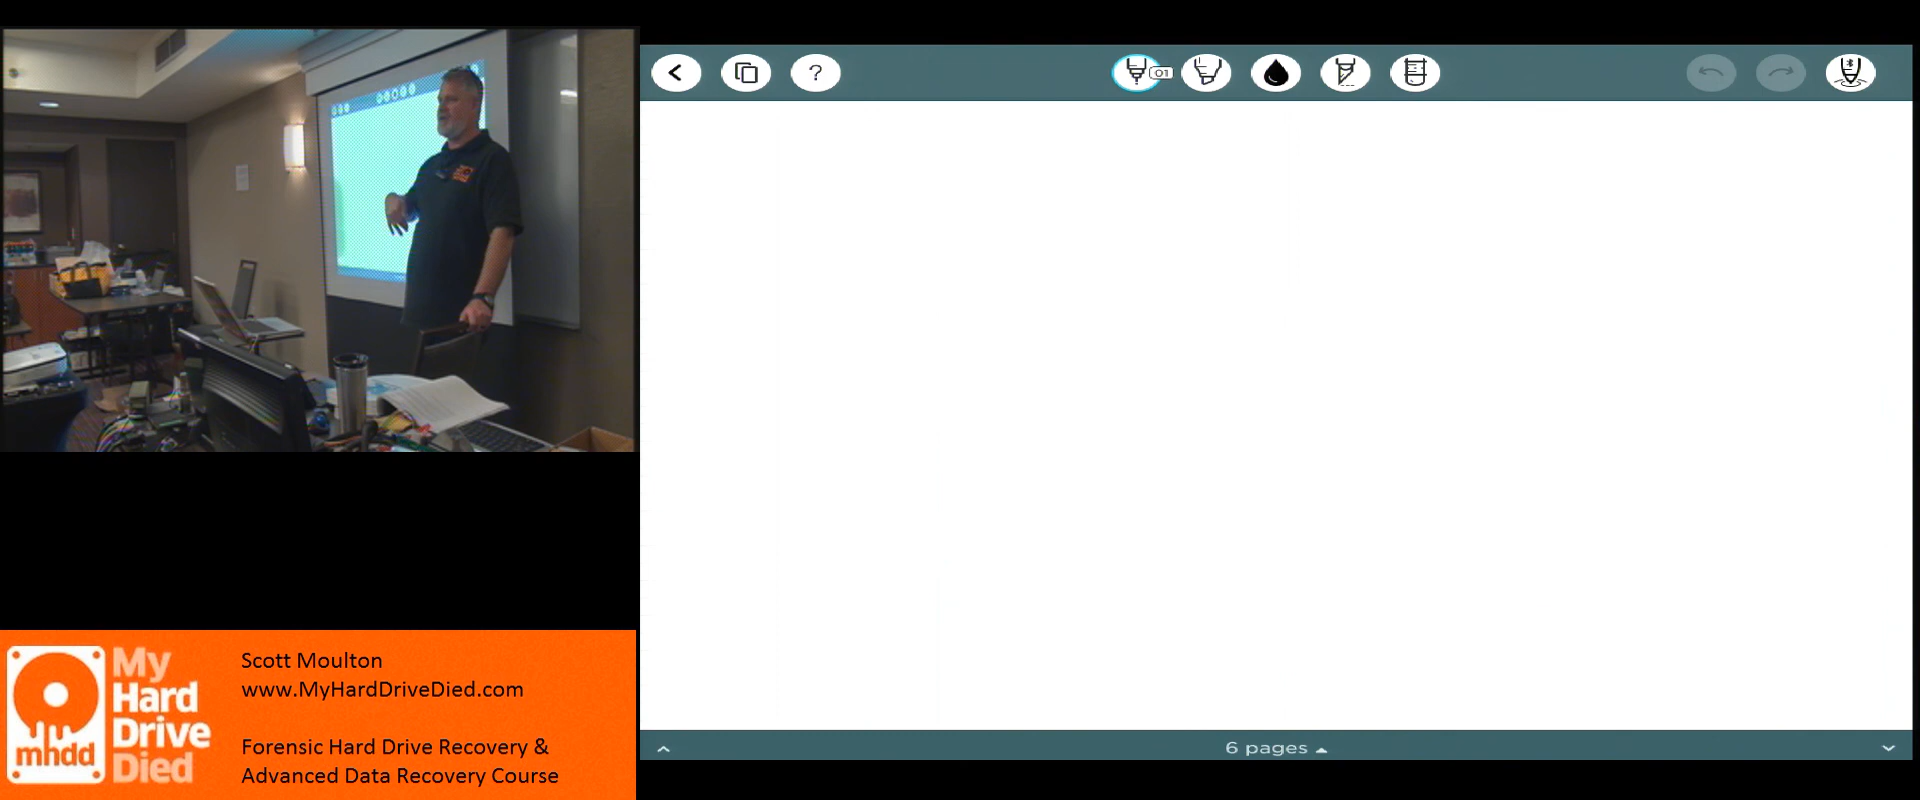 ?
01
6 pages
My
Hard
Drive
Died
mhdd
Scott Moulton
www.MyHardDriveDied.com
Forensic Hard Drive Recovery &
Advanced Data Recovery Course